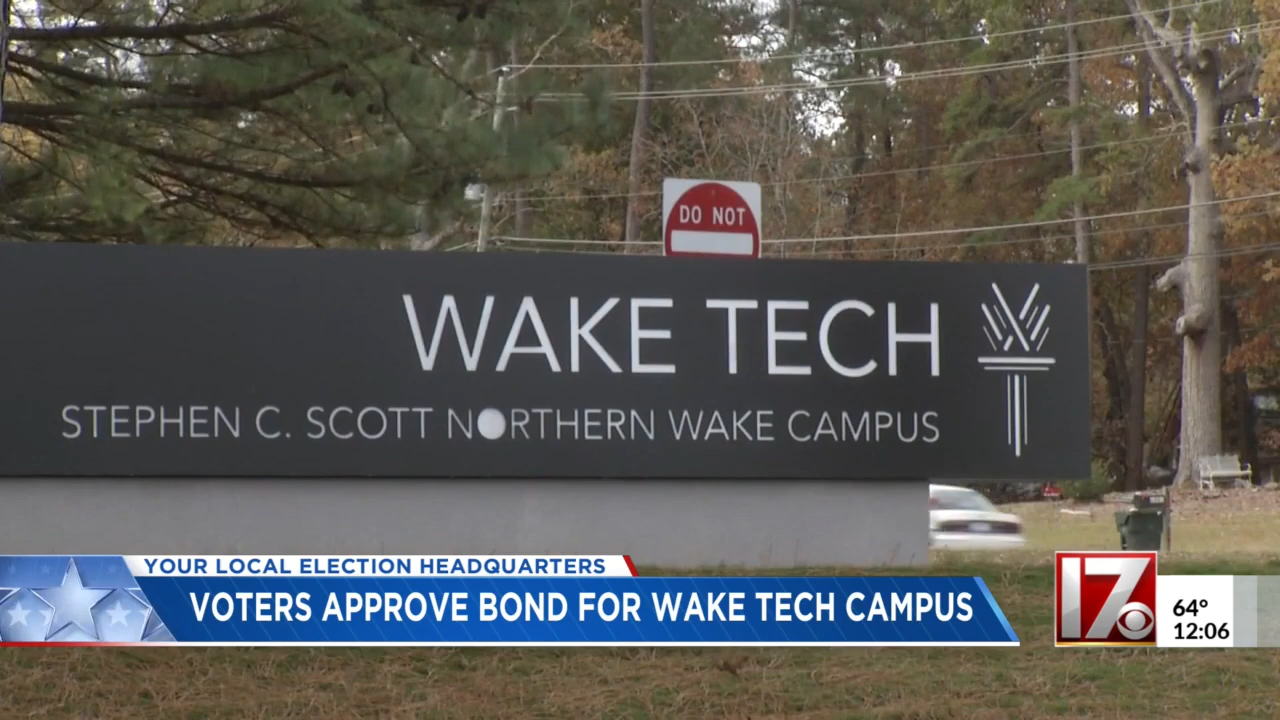 DO NOT
WAKE TECH
STEPHEN C. SCOTT NORTHERN WAKE CAMPUS
YOUR LOCAL ELECTION HEADQUARTERS
VOTERS APPROVE BOND FOR WAKE TECH CAMPUS
17
64°
12:06